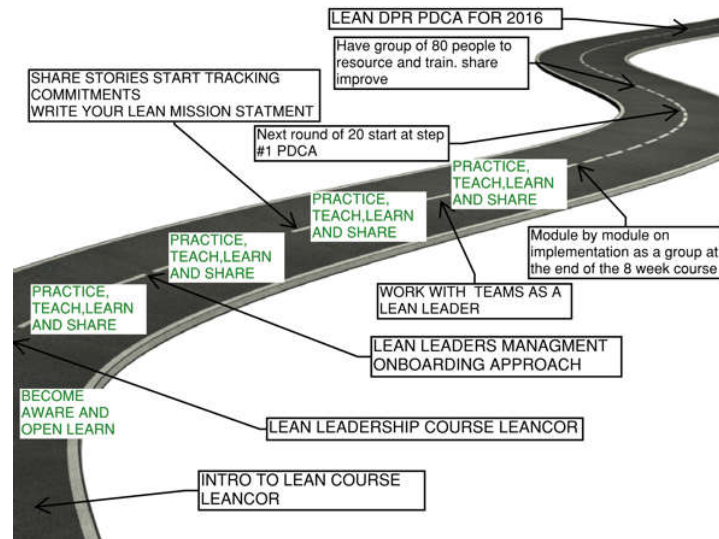 LEAN DPR PDCA FOR 2016
Have group of 80 people to
resource and train. share
improve
SHARE STORIES START TRACKING
COMMITMENTS
WRITE YOUR LEAN MISSION STATMENT
Next round of 20 start at step
#1 PDCA
PRACTICE,
TEACH,LEARN
AND SHARE
PRACTICE,
TEACH,LEARN
AND SHARE
Module by module on
implementation as a group at
the end of the 8 week course
PRACTICE,
TEACH,LEARN
AND SHARE
WORK WITH TEAMS AS A
LEAN LEADER
PRACTICE,
TEACH,LEARN
AND SHARE
LEAN LEADERS MANAGMENT
ONBOARDING APPROACH
BECOME
AWARE AND
OPEN LEARN
LEAN LEADERSHIP COURSE LEANCOR
INTRO TO LEAN COURSE
LEANCOR